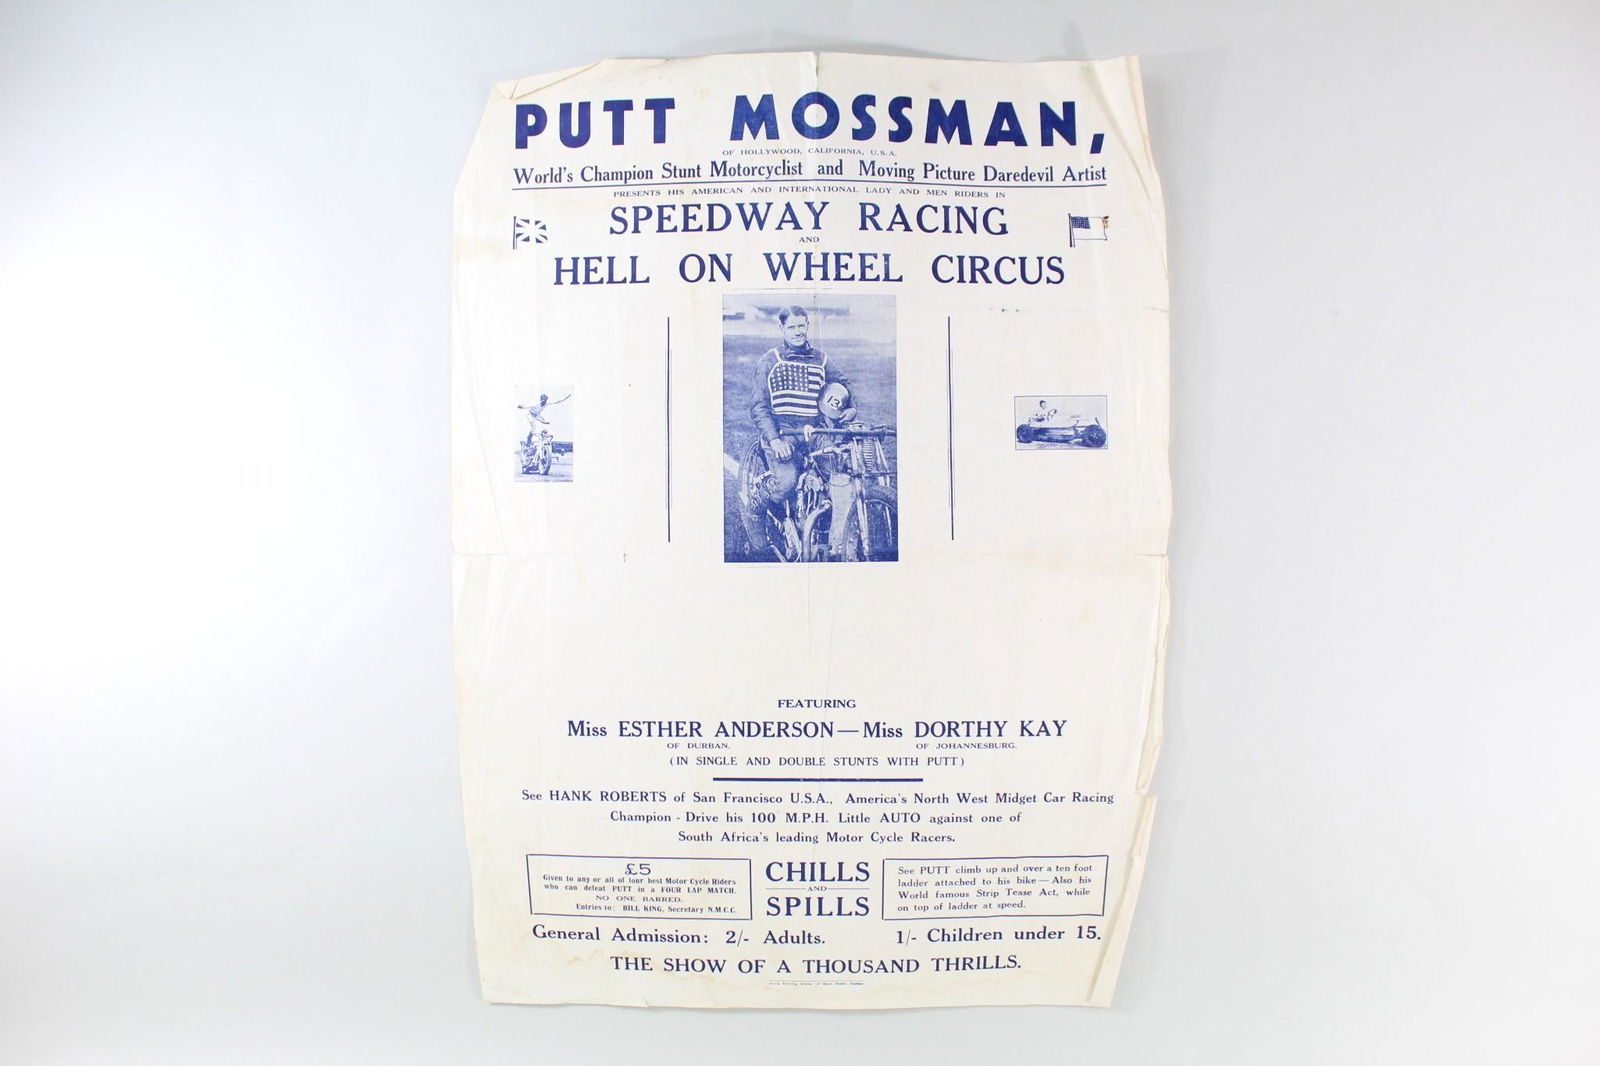 PUTT MOSSMAN,
OF HOLLYWOOD, CALIFORNIA, U.S.A.
World's Champion Stunt Motorcyclist and Moving Picture Daredevil Artist
PRESENTS HIS AMERICAN AND INTERNATIONAL LADY AND MEN RIDERS IN
SPEEDWAY RACING
AND
HELL ON WHEEL CIRCUS
13
FEATURING
Miss ESTHER ANDERSON—Miss DORTHY KAY
OF DURBAN. OF JOHANNESBURG.
(IN SINGLE AND DOUBLE STUNTS WITH PUTT)
See HANK ROBERTS of San Francisco U.S.A., America's North West Midget Car Racing
Champion - Drive his 100 M.P.H. Little AUTO against one of
South Africa's leading Motor Cycle Racers.
£5
Given to any or all of four best Motor Cycle Riders
who can defeat PUTT in a FOUR LAP MATCH.
NO ONE BARRED.
Entries to: BILL KING, Secretary N.M.C.C.
CHILLS
AND
SPILLS
See PUTT climb up and over a ten foot
ladder attached to his bike—Also his
World famous Strip Tease Act, while
on top of ladder at speed.
General Admission: 2/- Adults. 1/- Children under 15.
THE SHOW OF A THOUSAND THRILLS.